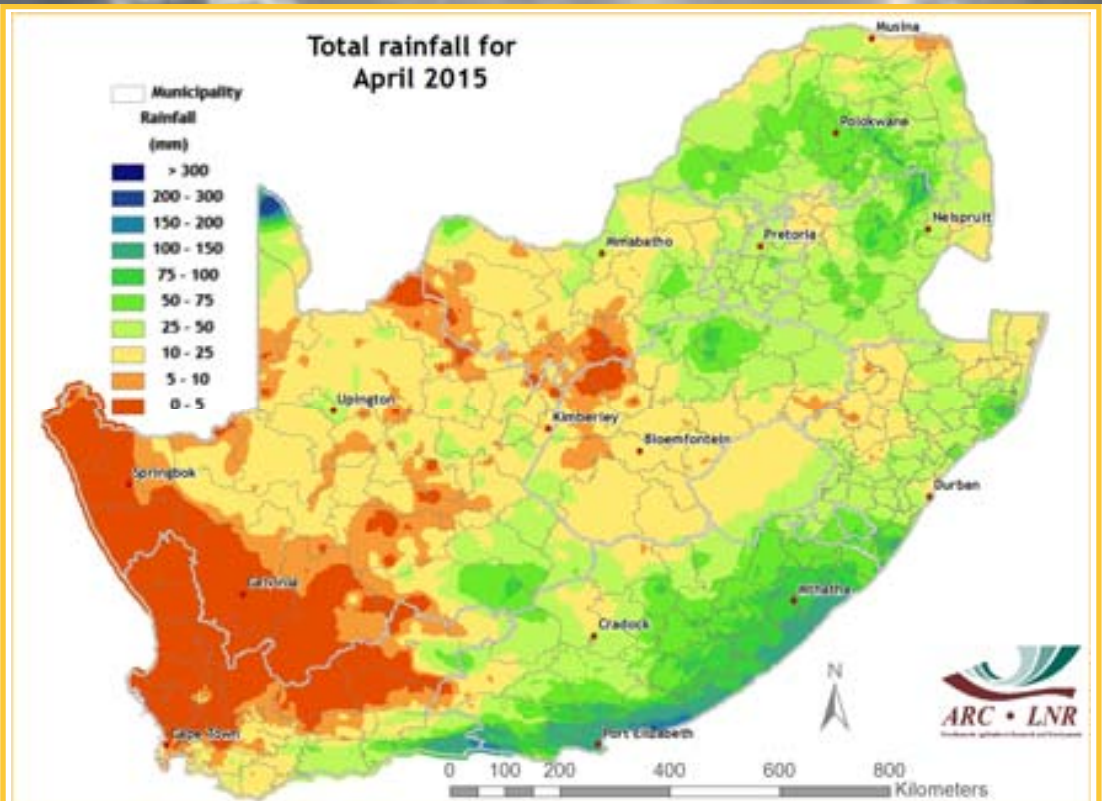 Total rainfall for
April 2015
Municipality
Rainfall
(mm)
> 300
200 - 300
150 - 200
100 - 150
75 - 100
50 - 75
25 - 50
10 - 25
5 - 10
0 - 5
Musina
Polokwane
Nelspruit
Pretoria
Mmabatho
Upington
Kimberley
Bloemfontein
Springbok
Durban
Calvinia
Mthatha
Cradock
Cape Town
Port Elizabeth
N
ARC • LNR
0 100 200 400 600 800
Kilometers